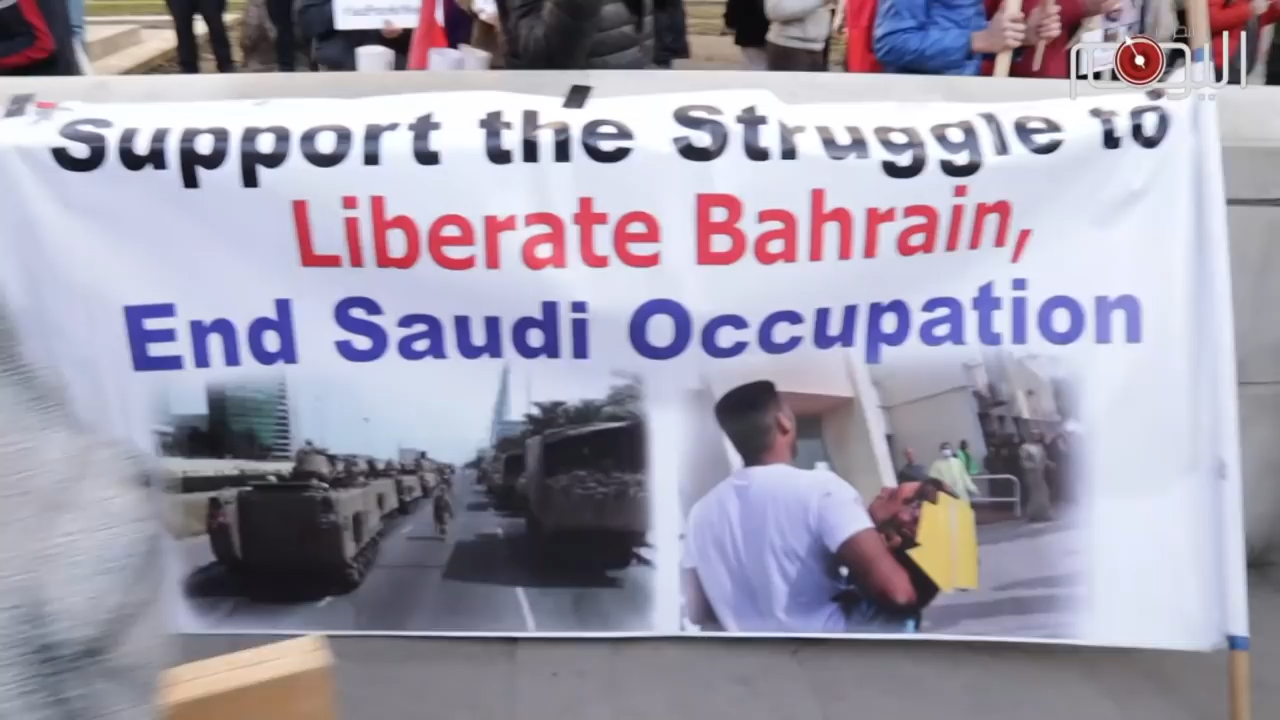 Support the Struggle to
Liberate Bahrain,
End Saudi Occupation